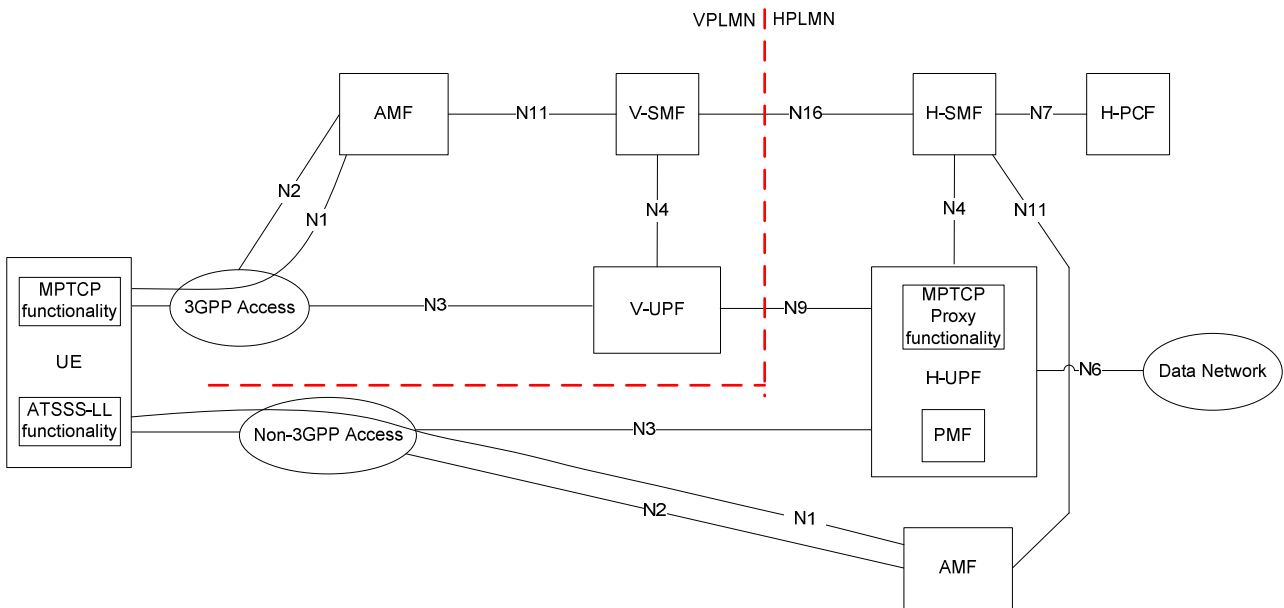 VPLMN HPLMN
AMF
N11
V-SMF
N16
H-SMF
N7
H-PCF
N2
N1
N4
N4
N11
MPTCP
functionality
3GPP Access
N3
V-UPF
N9
MPTCP
Proxy
functionality
UE
H-UPF
N6
Data Network
ATSSS-LL
functionality
Non-3GPP Access
N3
PMF
N2
N1
AMF